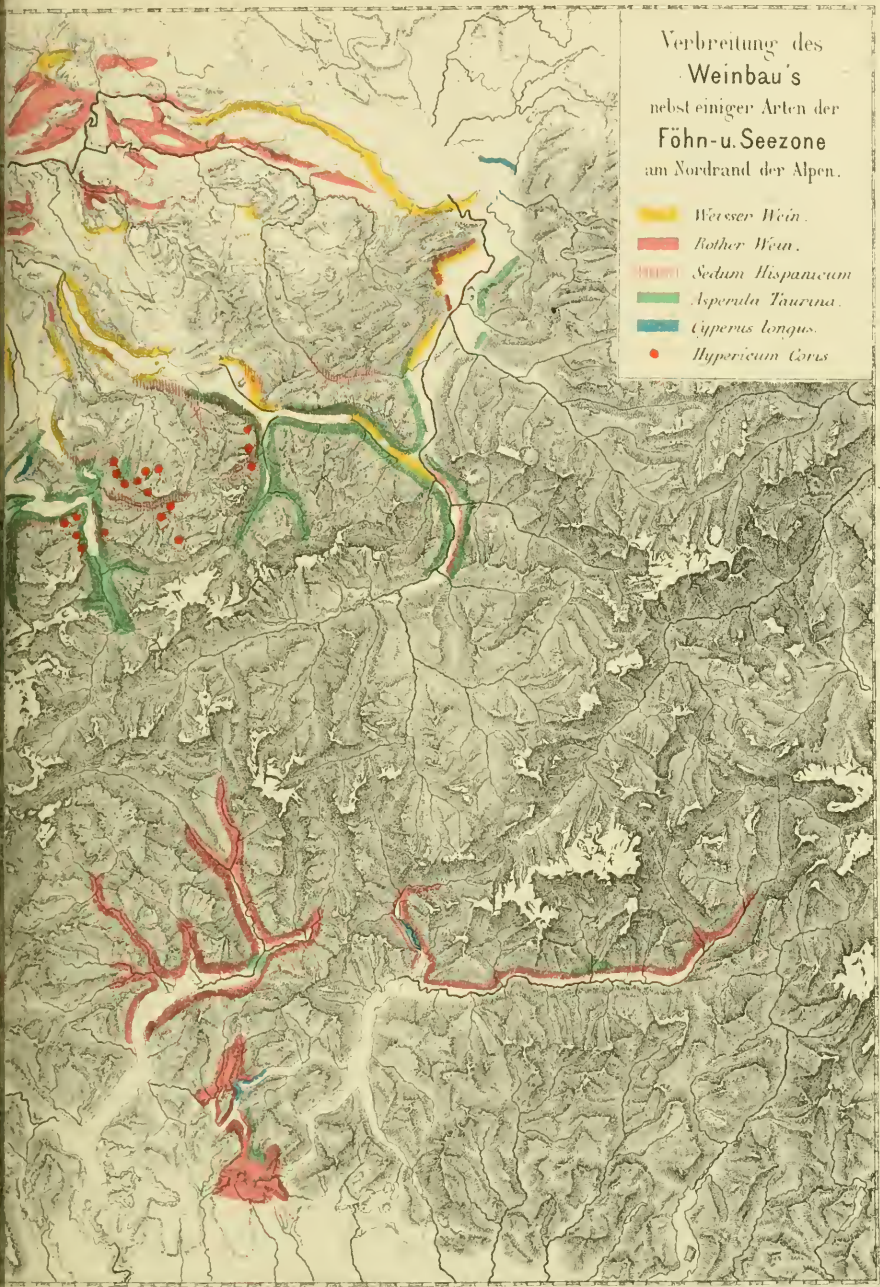 Verbreitung des
Weinbau's
nebst einiger Arten der
Föhn-u. Seezone
am Nordrand der Alpen.
Weisser Wein.
Rother Wein.
Sedum Hispanicum
Asperula Taurina.
Cyperus longus.
Hypericum Coris